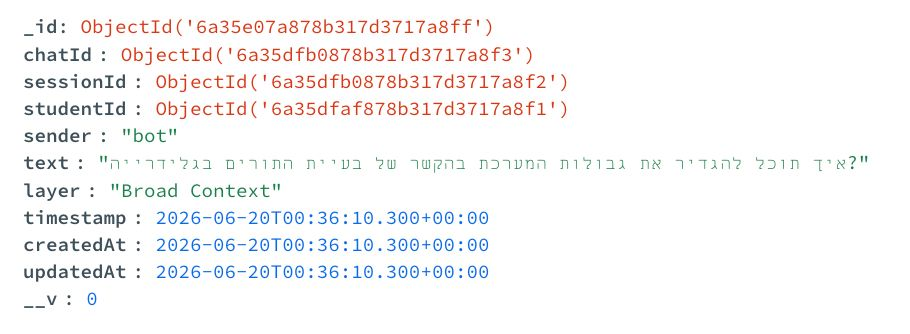 _id: ObjectId('6a35e07a878b317d3717a8ff')
chatId : ObjectId('6a35dfb0878b317d3717a8f3')
sessionId : ObjectId('6a35dfb0878b317d3717a8f2')
studentId : ObjectId('6a35dfaf878b317d3717a8f1')
sender : "bot"
text : "איך תוכל להגדיר את גבולות המערכת בהקשר של בעיית התורים בגלידרייה?"
layer : "Broad Context"
timestamp : 2026-06-20T00:36:10.300+00:00
createdAt : 2026-06-20T00:36:10.300+00:00
updatedAt : 2026-06-20T00:36:10.300+00:00
__v : 0